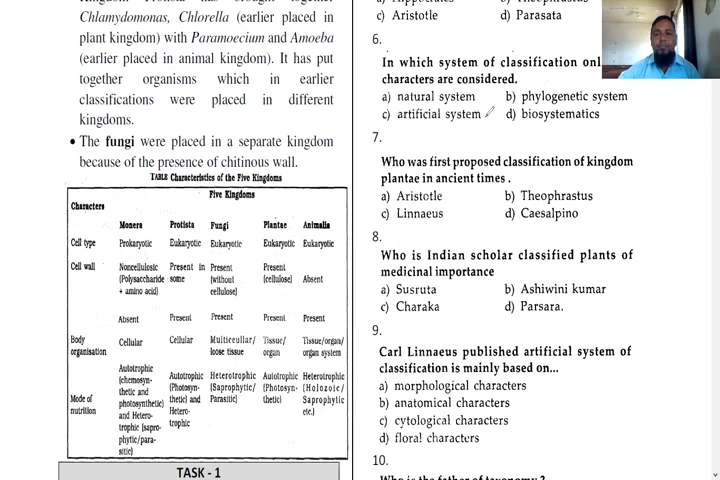 Chlamydomonas, Chlorella (earlier placed in
plant kingdom) with Paramoecium and Amoeba
(earlier placed in animal kingdom). It has put
together organisms which in earlier
classifications were placed in different
kingdoms.
• The fungi were placed in a separate kingdom
because of the presence of chitinous wall.
TABLE Characteristics of the Five Kingdoms
Five Kingdoms
Characters
Monera Protista Fungi Plantae Animalia
Cell type Prokaryotic Eukaryotic Eukaryotic Eukaryotic Eukaryotic
Cell wall Noncellulosic Present in Present Present
(Polysaccharide some (without (cellulose) Absent
+ amino acid) cellulose)
Absent Present Present Present Present
Body Cellular Cellular Multiceullar/ Tissue/ Tissue/organ/
organisation loose tissue organ organ system
Autotrophic
(chemosyn- Autotrophic Heterotrophic Autotrophic Heterotrophic
thetic and (Photosyn- (Saprophytic/ (Photosyn- (Holozoic/
Mode of photosynthetic) thetic) and Parasitic) thetic) Saprophytic
nutrition and Hetero- Hetero- etc.)
trophic (sapro- trophic
phytic/para-
sitic)
TASK - 1
c) Aristotle d) Parasata
6.
In which system of classification
characters are considered.
a) natural system b) phylogenetic system
c) artificial system d) biosystematics
7.
Who was first proposed classification of kingdom
plantae in ancient times .
a) Aristotle b) Theophrastus
c) Linnaeus d) Caesalpino
8.
Who is Indian scholar classified plants of
medicinal importance
a) Susruta b) Ashiwini kumar
c) Charaka d) Parsara.
9.
Carl Linnaeus published artificial system of
classification is mainly based on...
a) morphological characters
b) anatomical characters
c) cytological characters
d) floral characters
10.